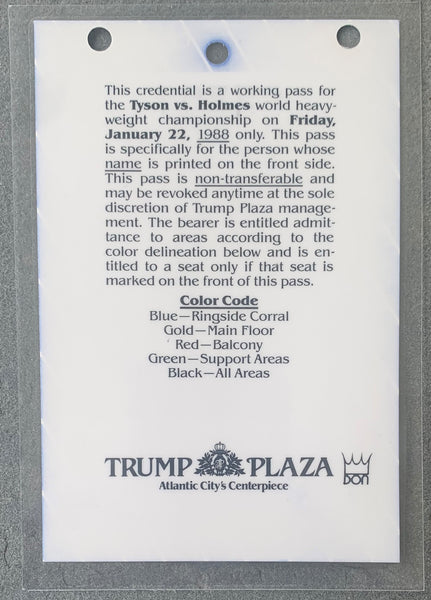 This credential is a working pass for
the Tyson vs. Holmes world heavy-
weight championship on Friday,
January 22, 1988 only. This pass
is specifically for the person whose
name is printed on the front side.
This pass is non-transferable and
may be revoked anytime at the sole
discretion of Trump Plaza manage-
ment. The bearer is entitled admit-
tance to areas according to the
color delineation below and is en-
titled to a seat only if that seat is
marked on the front of this pass.
Color Code
Blue—Ringside Corral
Gold—Main Floor
Red—Balcony
Green—Support Areas
Black—All Areas
TRUMP PLAZA
Atlantic City's Centerpiece
DON